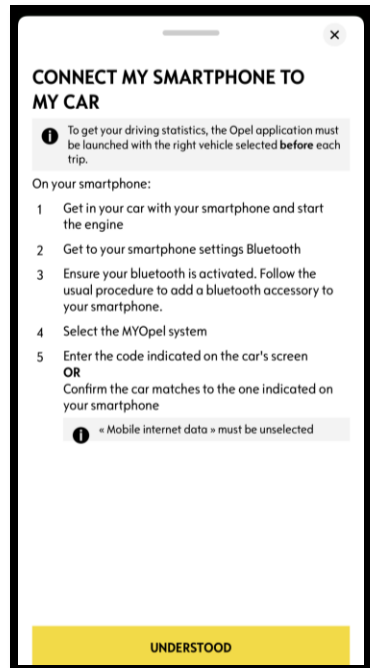 CONNECT MY SMARTPHONE TO
MY CAR
To get your driving statistics, the Opel application must
be launched with the right vehicle selected before each
trip.
On your smartphone:
1 Get in your car with your smartphone and start
the engine
2 Get to your smartphone settings Bluetooth
3 Ensure your bluetooth is activated. Follow the
usual procedure to add a bluetooth accessory to
your smartphone.
4 Select the MYOpel system
5 Enter the code indicated on the car's screen
OR
Confirm the car matches to the one indicated on
your smartphone
« Mobile internet data » must be unselected
UNDERSTOOD